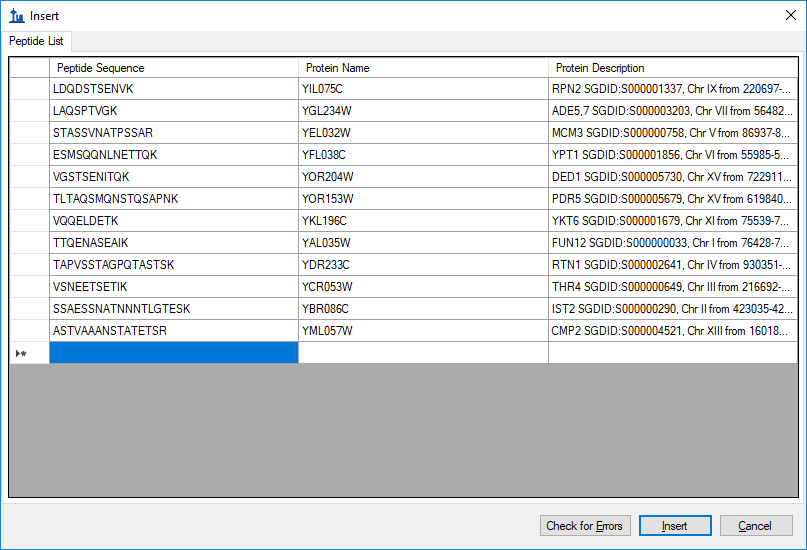 Insert
Peptide List
Peptide Sequence Protein Name Protein Description
LDQDSTSENVK YIL075C RPN2 SGDID:S000001337, Chr IX from 220697-...
LAQSPTVGK YGL234W ADE5,7 SGDID:S000003203, Chr VII from 56482...
STASSVNATPSSAR YEL032W MCM3 SGDID:S000000758, Chr V from 86937-8...
ESMSQQNLNETTQK YFL038C YPT1 SGDID:S000001856, Chr VI from 55985-5...
VGSTSENITQK YOR204W DED1 SGDID:S000005730, Chr XV from 722911...
TLTAQSMQNSTQSAPNK YOR153W PDR5 SGDID:S000005679, Chr XV from 619840...
VQQELDETK YKL196C YKT6 SGDID:S000001679, Chr XI from 75539-7...
TTQENASEAIK YAL035W FUN12 SGDID:S000000033, Chr I from 76428-7...
TAPVSSTAGPQTASTSK YDR233C RTN1 SGDID:S000002641, Chr IV from 930351-...
VSNEETSETIK YCR053W THR4 SGDID:S000000649, Chr III from 216692-...
SSAESSNATNNNTLGTESK YBR086C IST2 SGDID:S000000290, Chr II from 423035-42...
ASTVAAANSTATETSR YML057W CMP2 SGDID:S000004521, Chr XIII from 16018...
Check for Errors Insert Cancel